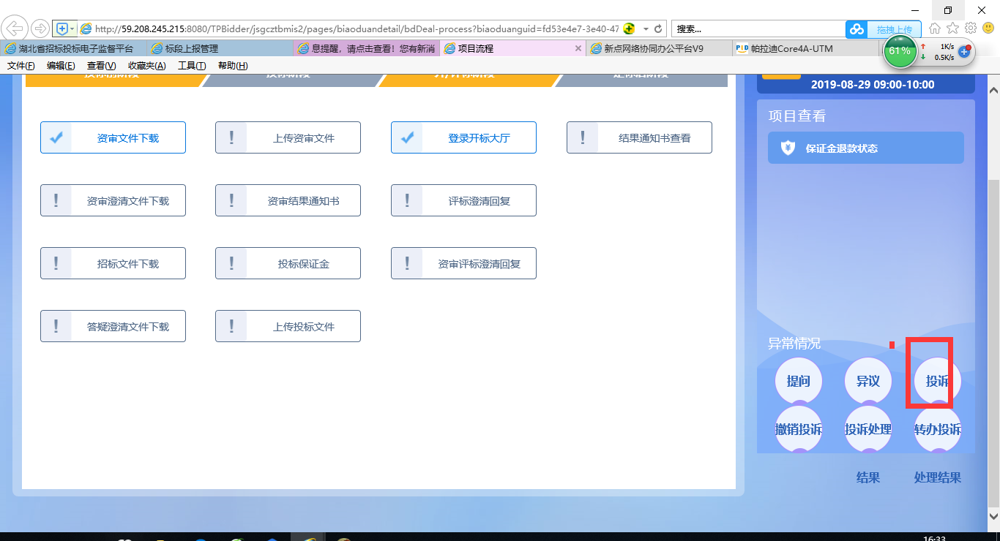 http://59.208.245.215:8080/TPBidder/jsgcztbmis2/pages/biaoduandetail/bdDeal-process?biaoduanguid=fd53e4e7-3e40-47
搜索...
拖拽上传
湖北省招标投标电子监督平台
标段上报管理
息提醒，请点击查看！您有新消
项目流程
新点网络协同办公平台V9
帕拉迪Core4A-UTM
61%
1K/s
0.5K/s
文件(F) 编辑(E) 查看(V) 收藏夹(A) 工具(T) 帮助(H)
2019-08-29 09:00-10:00
项目查看
保证金退款状态
资审文件下载
上传资审文件
登录开标大厅
结果通知书查看
资审澄清文件下载
资审结果通知书
评标澄清回复
招标文件下载
投标保证金
资审评标澄清回复
答疑澄清文件下载
上传投标文件
异常情况
提问
异议
投诉
撤销投诉
投诉处理
结果
转办投诉
处理结果
16:33